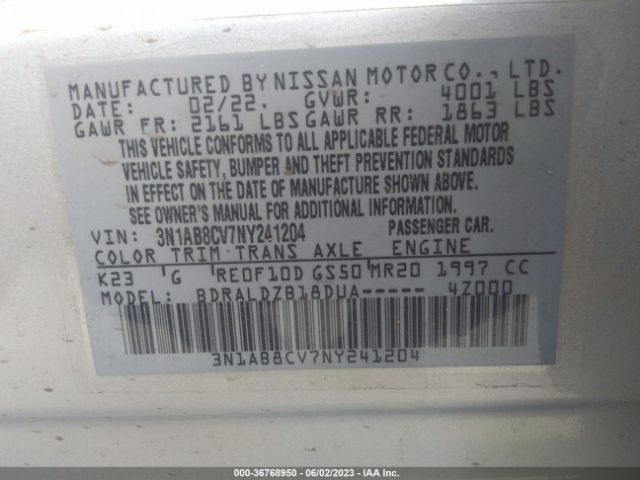 MANUFACTURED BY NISSAN MOTOR CO., LTD.
DATE: 02/22. GVWR: 4001 LBS
GAWR FR: 2161 LBS GAWR RR: 1863 LBS
THIS VEHICLE CONFORMS TO ALL APPLICABLE FEDERAL MOTOR
VEHICLE SAFETY, BUMPER AND THEFT PREVENTION STANDARDS
IN EFFECT ON THE DATE OF MANUFACTURE SHOWN ABOVE.
SEE OWNER'S MANUAL FOR ADDITIONAL INFORMATION.
VIN: 3N1AB8CV7NY241204 PASSENGER CAR.
COLOR TRIM TRANS AXLE ENGINE
K23 'G RE0F10D GS50 MR20 1997 CC
MODEL: BDRALDZB18DUA----- 4Z000
3N1AB8CV7NY241204
000-36768950 | 06/02/2023 - IAA Inc.